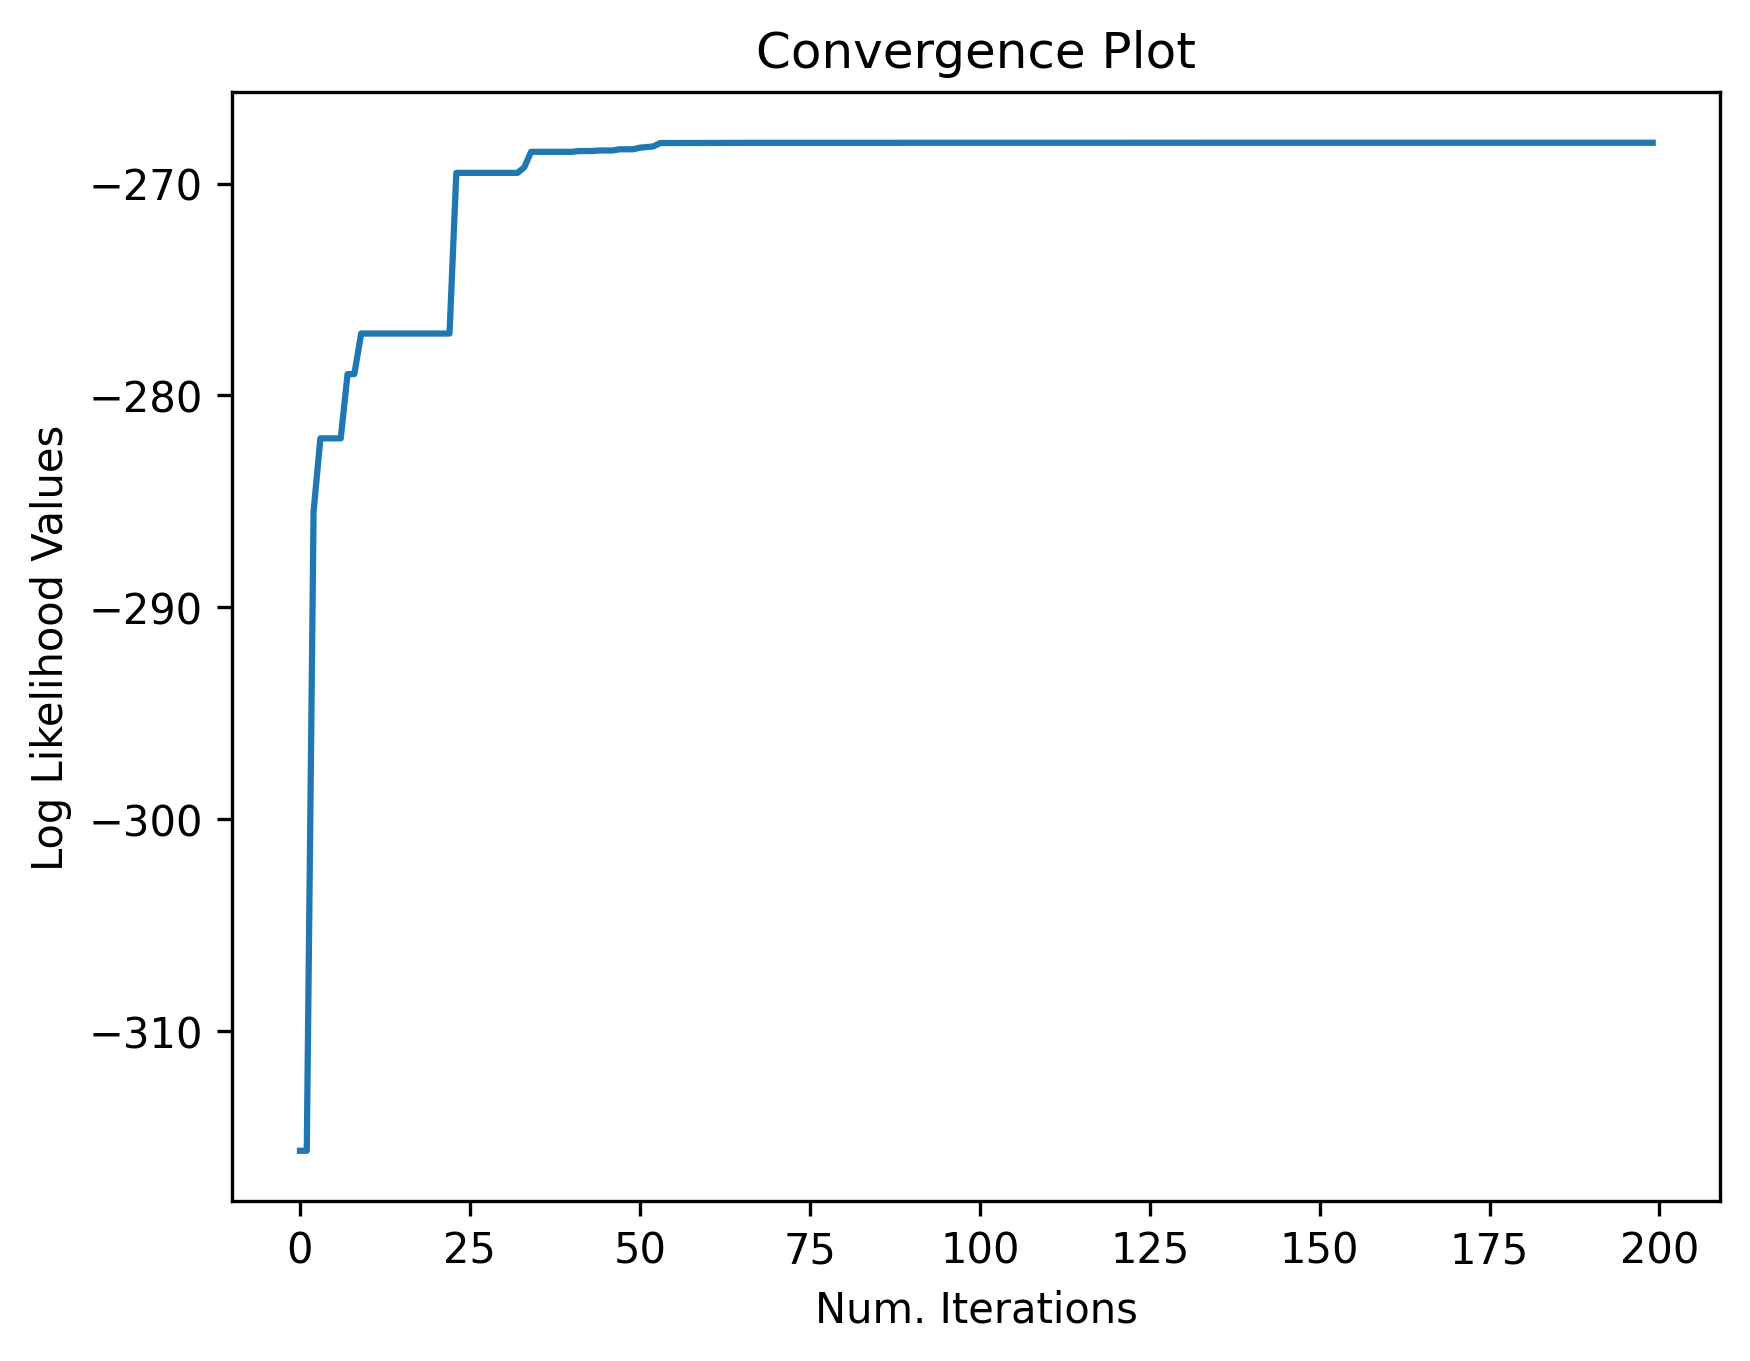 Convergence Plot
−270
−280
−290
−300
−310
Log Likelihood Values
0 25 50 75 100 125 150 175 200
Num. Iterations